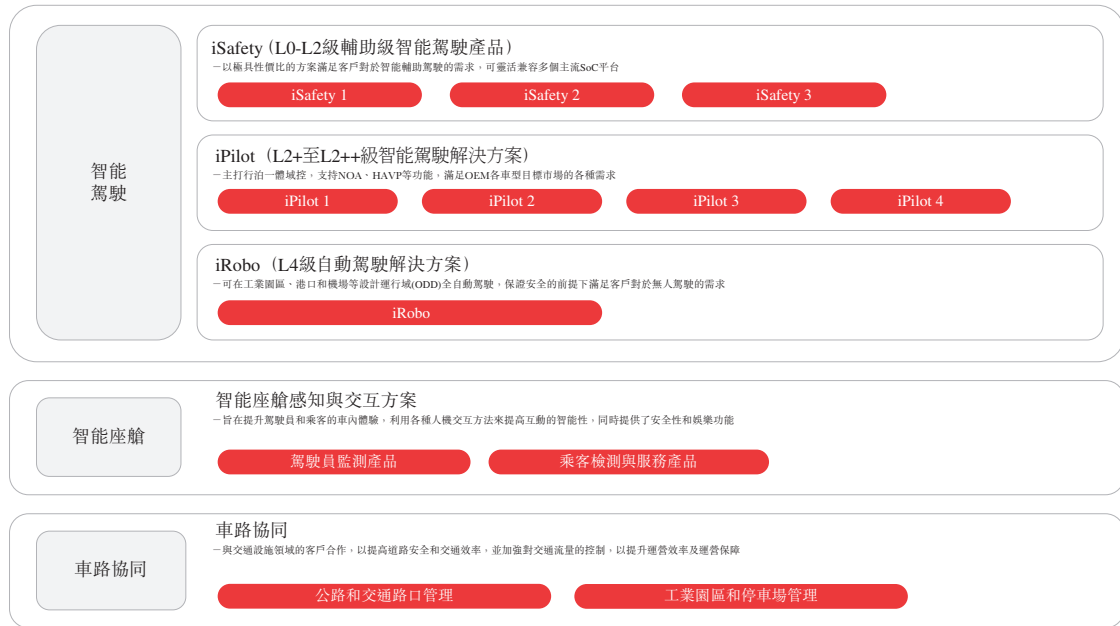 智能
駕駛
iSafety (L0-L2級輔助級智能駕駛產品)
－以極具性價比的方案滿足客戶對於智能輔助駕駛的需求，可靈活兼容多個主流SoC平台
iSafety 1
iSafety 2
iSafety 3
iPilot（L2+至L2++級智能駕駛解決方案）
－主打行泊一體域控，支持NOA、HAVP等功能，滿足OEM各車型目標市場的各種需求
iPilot 1
iPilot 2
iPilot 3
iPilot 4
iRobo（L4級自動駕駛解決方案）
－可在工業園區、港口和機場等設計運行域(ODD)全自動駕駛，保證安全的前提下滿足客戶對於無人駕駛的需求
iRobo
智能座艙
智能座艙感知與交互方案
－旨在提升駕駛員和乘客的車內體驗，利用各種人機交互方法來提高互動的智能性，同時提供了安全性和娛樂功能
駕駛員監測產品
乘客檢測與服務產品
車路協同
車路協同
－與交通設施領域的客戶合作，以提高道路安全和交通效率，並加強對交通流量的控制，以提升運營效率及運營保障
公路和交通路口管理
工業園區和停車場管理